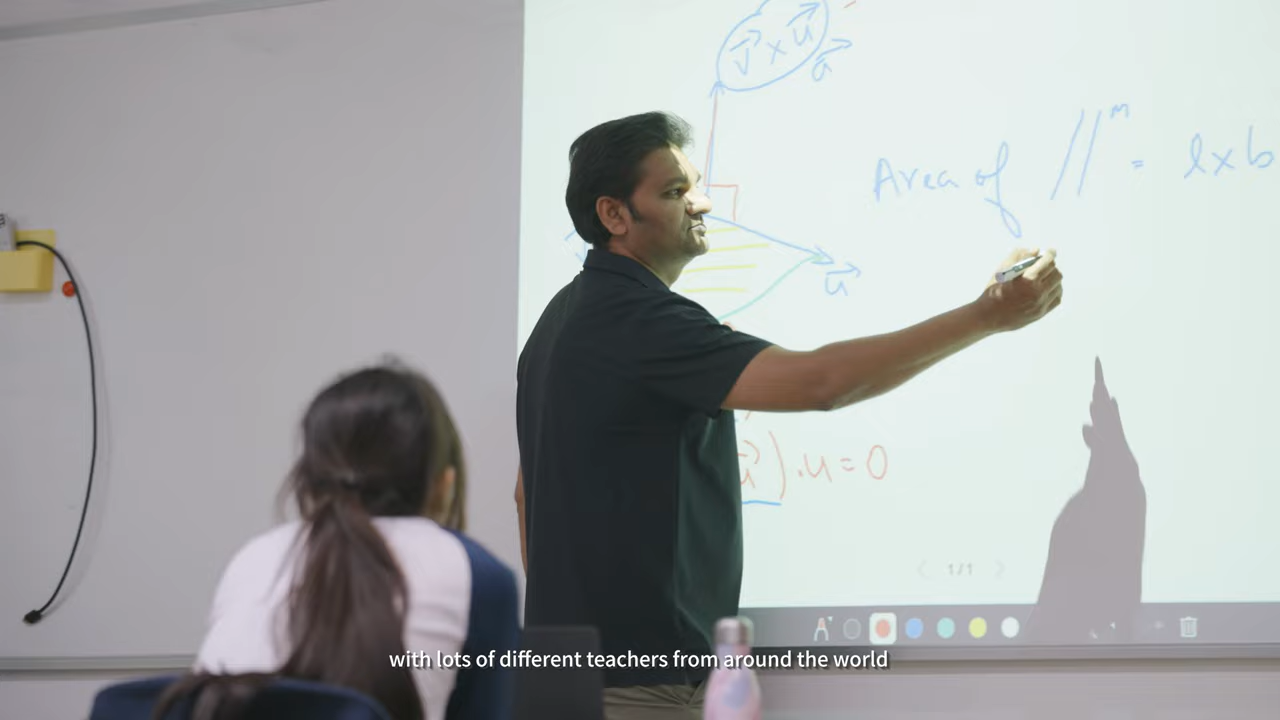 v × u
a
Area of //m = l×b
u
u ) . u = 0
1/1
with lots of different teachers from around the world